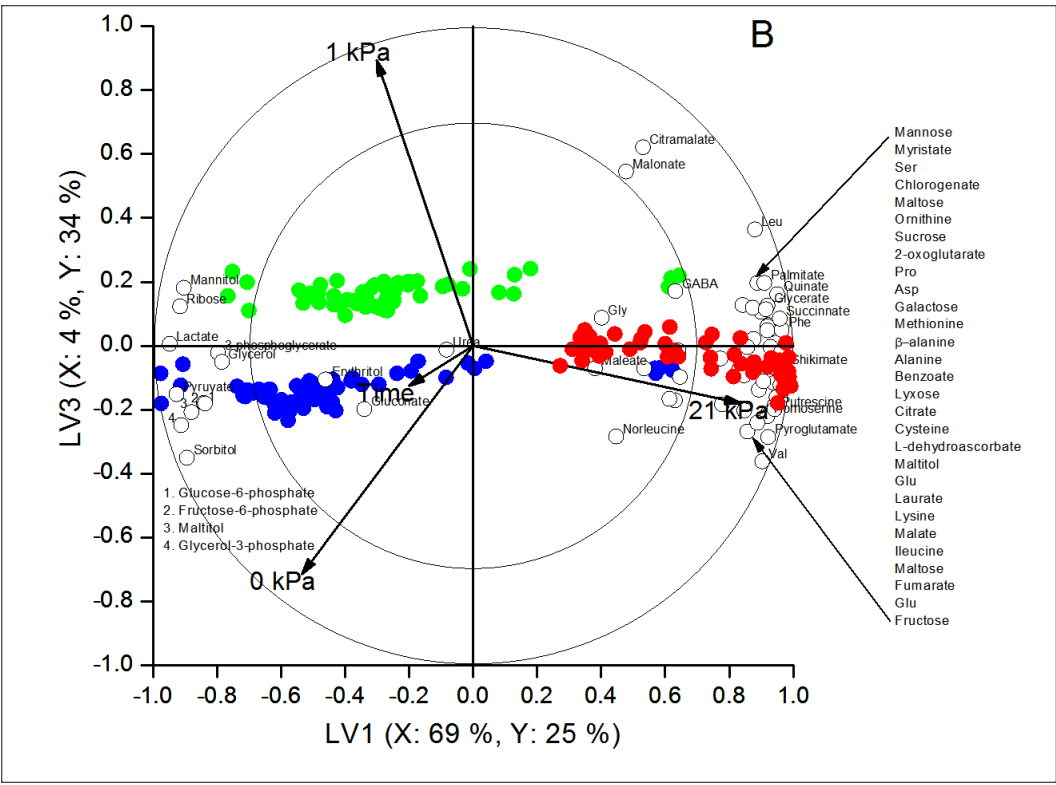 B
1.0
0.8
0.6
0.4
0.2
0.0
-0.2
-0.4
-0.6
-0.8
-1.0
LV3 (X: 4 %, Y: 34 %)
-1.0 -0.8 -0.6 -0.4 -0.2 0.0 0.2 0.4 0.6 0.8 1.0
LV1 (X: 69 %, Y: 25 %)
1 kPa
Citramalate
Malonate
Leu
Mannitol
Ribose
Palmitate
Quinate
GABA
Glycerate
Succinnate
Phe
Gly
Lactate
3-phosphoglycerate
Glycerol
Urea
Maleate
Shikimate
Erythritol
Time
Pyruvate
Gluconate
21 kPa
Putrescine
3
2
1
4
Norleucine
Pyroglutamate
Sorbitol
Val
1. Glucose-6-phosphate
2. Fructose-6-phosphate
3. Maltitol
4. Glycerol-3-phosphate
0 kPa
Mannose
Myristate
Ser
Chlorogenate
Maltose
Ornithine
Sucrose
2-oxoglutarate
Pro
Asp
Galactose
Methionine
β-alanine
Alanine
Benzoate
Lyxose
Citrate
Cysteine
L-dehydroascorbate
Maltitol
Glu
Laurate
Lysine
Malate
Ileucine
Maltose
Fumarate
Glu
Fructose